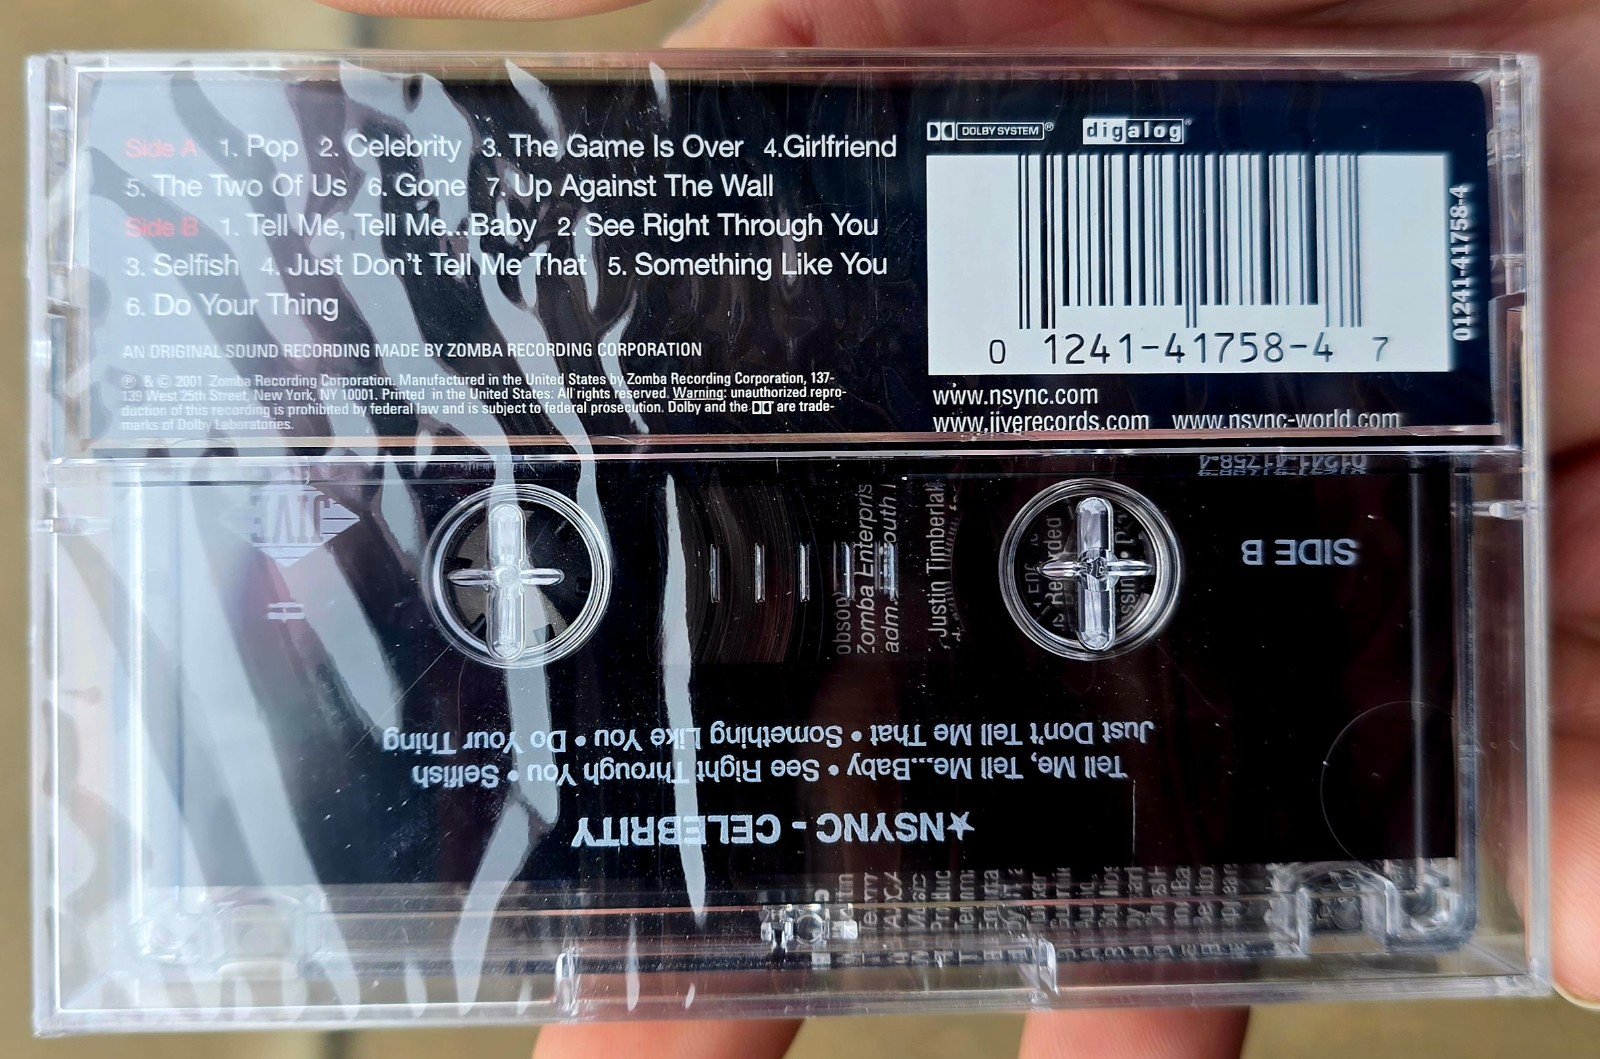 Side A 1. Pop 2. Celebrity 3. The Game Is Over 4.Girlfriend
5. The Two Of Us 6. Gone 7. Up Against The Wall
Side B 1. Tell Me, Tell Me...Baby 2. See Right Through You
3. Selfish 4. Just Don't Tell Me That 5. Something Like You
6. Do Your Thing
AN ORIGINAL SOUND RECORDING MADE BY ZOMBA RECORDING CORPORATION
℗ & © 2001 Zomba Recording Corporation. Manufactured in the United States by Zomba Recording Corporation, 137-
139 West 25th Street, New York, NY 10001. Printed in the United States. All rights reserved. Warning: unauthorized repro-
duction of this recording is prohibited by federal law and is subject to federal prosecution. Dolby and the are trade-
marks of Dolby Laboratories.
DOLBY SYSTEM®
digalog®
0 1241-41758-4 7
01241-41758-4
www.nsync.com
www.jiverecords.com www.nsync-world.com
01241-41758-4
JIVE
SIDE B
Zomba Enterpris
adm.
Justin Timberlak
★NSYNC - CELEBRITY
Tell Me, Tell Me...Baby • See Right Through You • Selfish
Just Don't Tell Me That • Something Like You • Do Your Thing